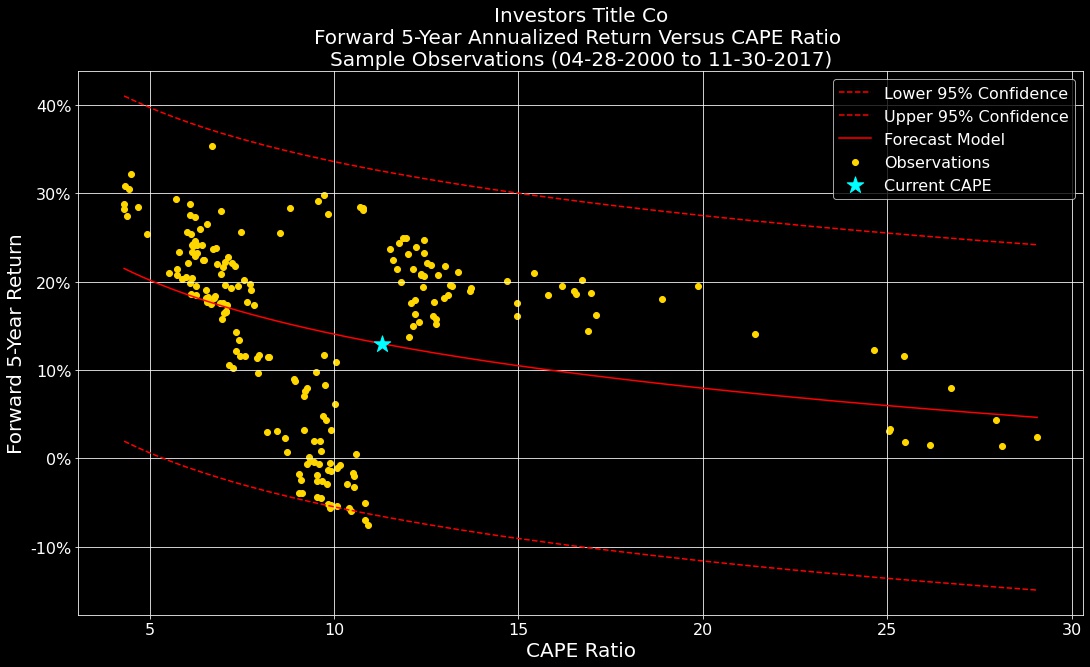 Investors Title Co
Forward 5-Year Annualized Return Versus CAPE Ratio
Sample Observations (04-28-2000 to 11-30-2017)
Lower 95% Confidence
Upper 95% Confidence
Forecast Model
Observations
Current CAPE
Forward 5-Year Return
40%
30%
20%
10%
0%
-10%
5
10
15
20
25
30
CAPE Ratio